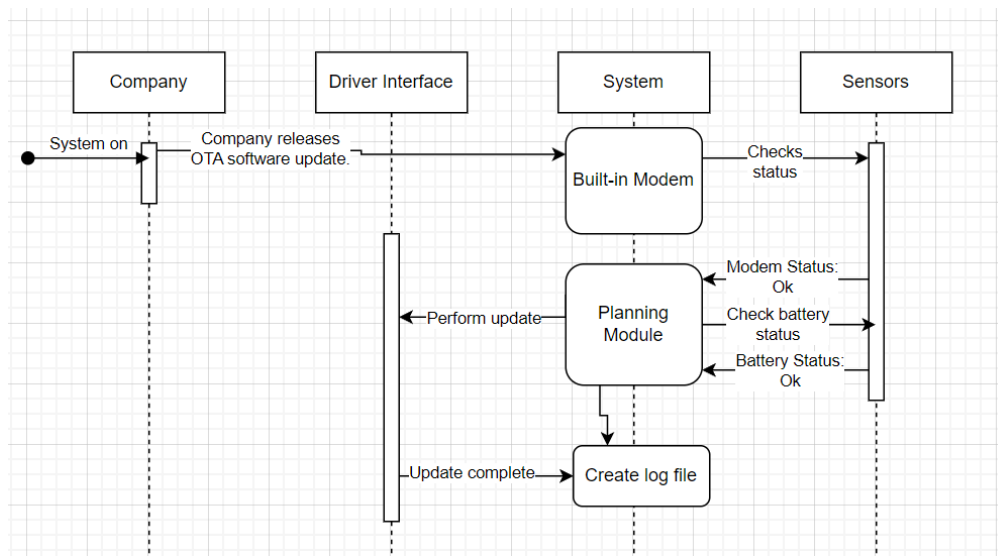 Company
Driver Interface
System
Sensors
System on
Company releases
OTA software update.
Built-in Modem
Checks
status
Modem Status:
Ok
Perform update
Planning
Module
Check battery
status
Battery Status:
Ok
Update complete
Create log file